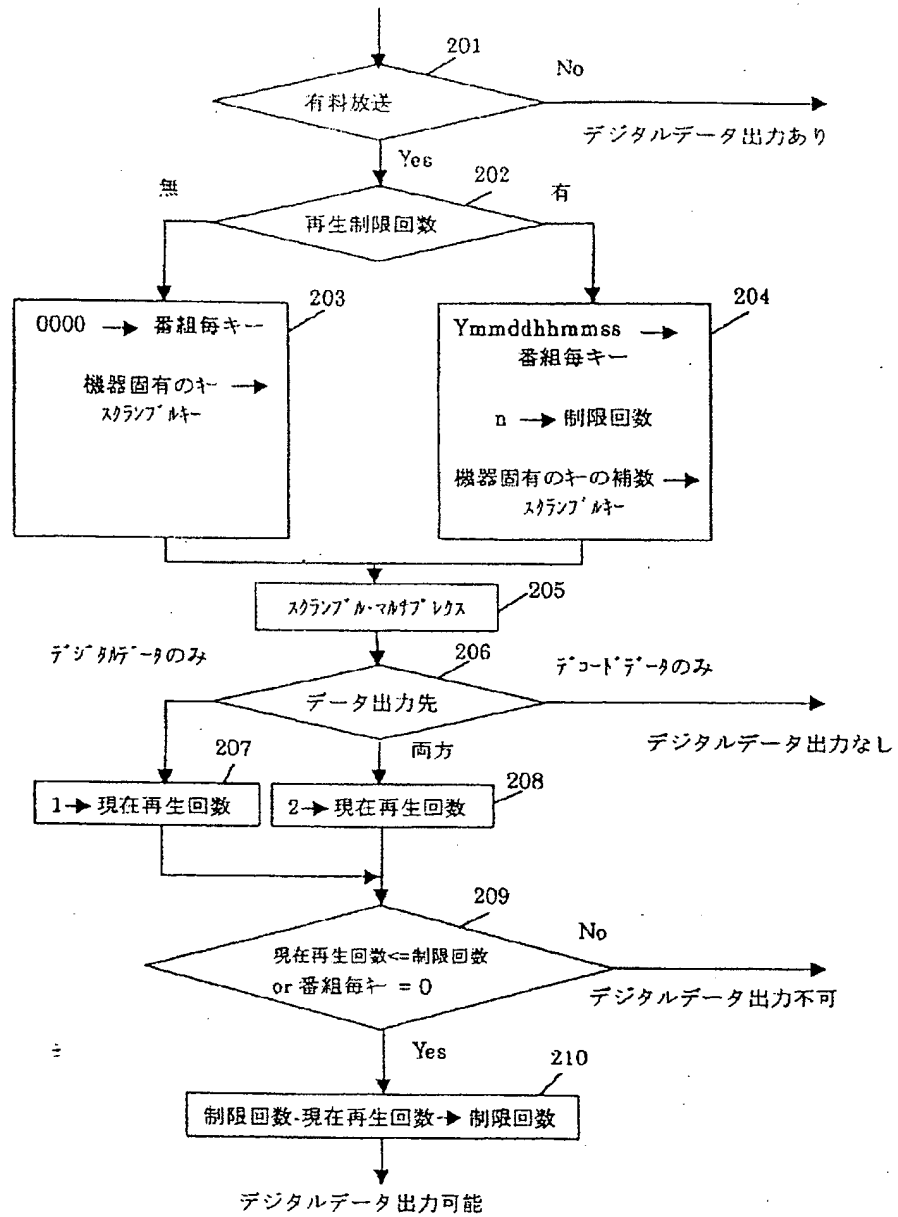 201
有料放送
No
デジタルデータ出力あり
Yes
202
無
有
再生制限回数
203
0000 → 番組毎キー
機器固有のキー →
スクランブルキー
204
Ymmddhhmmss →
番組毎キー
n → 制限回数
機器固有のキーの補数 →
スクランブルキー
205
スクランブル・マルチプレクス
デジタルデータのみ
206
デコードデータのみ
データ出力先
デジタルデータ出力なし
両方
207
1→現在再生回数
208
2→現在再生回数
209
現在再生回数<=制限回数
or 番組毎キー = 0
No
デジタルデータ出力不可
Yes
210
制限回数-現在再生回数→ 制限回数
デジタルデータ出力可能